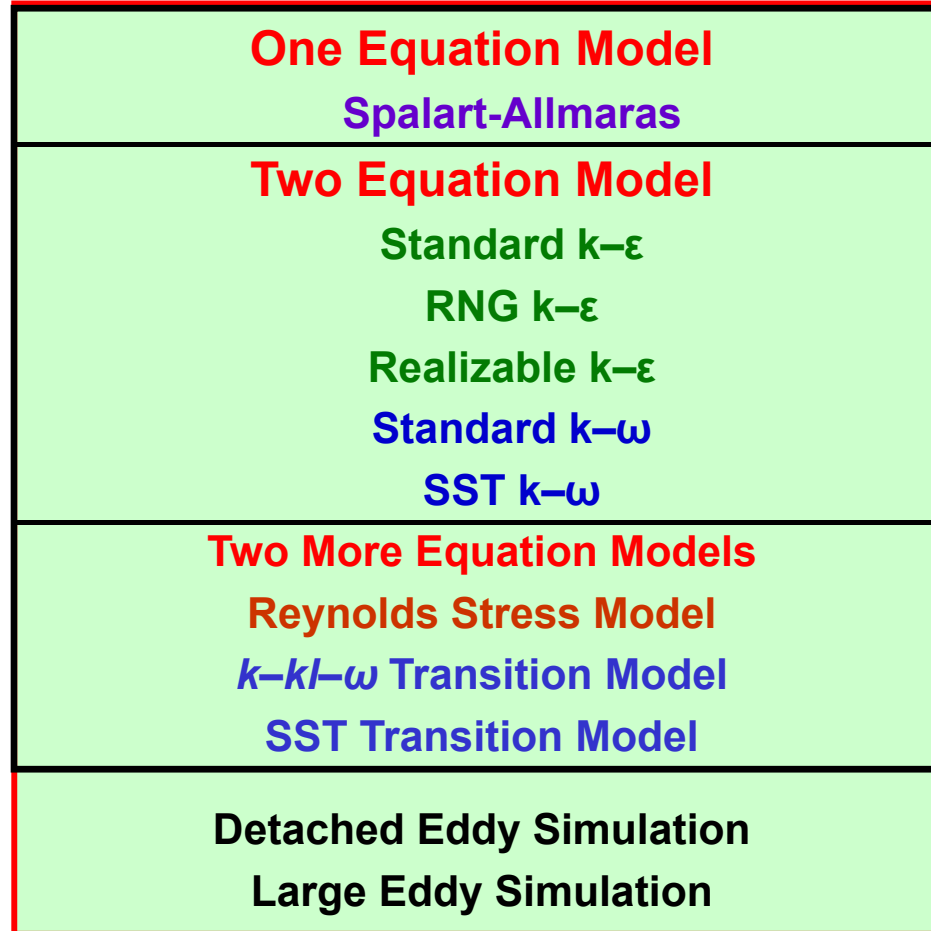 One Equation Model
Spalart-Allmaras
Two Equation Model
Standard k–ε
RNG k–ε
Realizable k–ε
Standard k–ω
SST k–ω
Two More Equation Models
Reynolds Stress Model
k–kl–ω Transition Model
SST Transition Model
Detached Eddy Simulation
Large Eddy Simulation